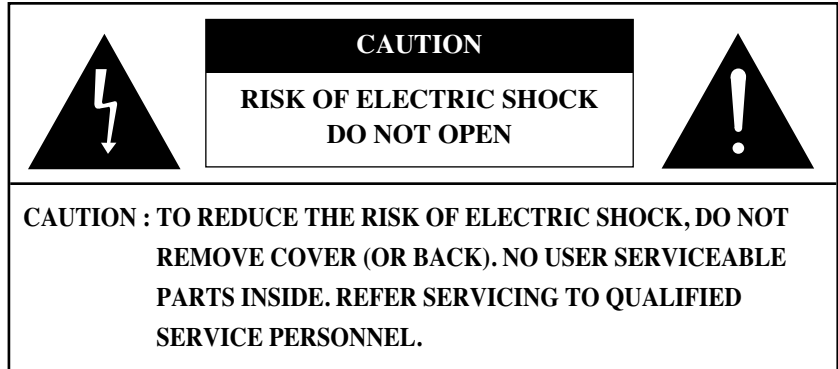 CAUTION
RISK OF ELECTRIC SHOCK
DO NOT OPEN
CAUTION : TO REDUCE THE RISK OF ELECTRIC SHOCK, DO NOT
REMOVE COVER (OR BACK). NO USER SERVICEABLE
PARTS INSIDE. REFER SERVICING TO QUALIFIED
SERVICE PERSONNEL.